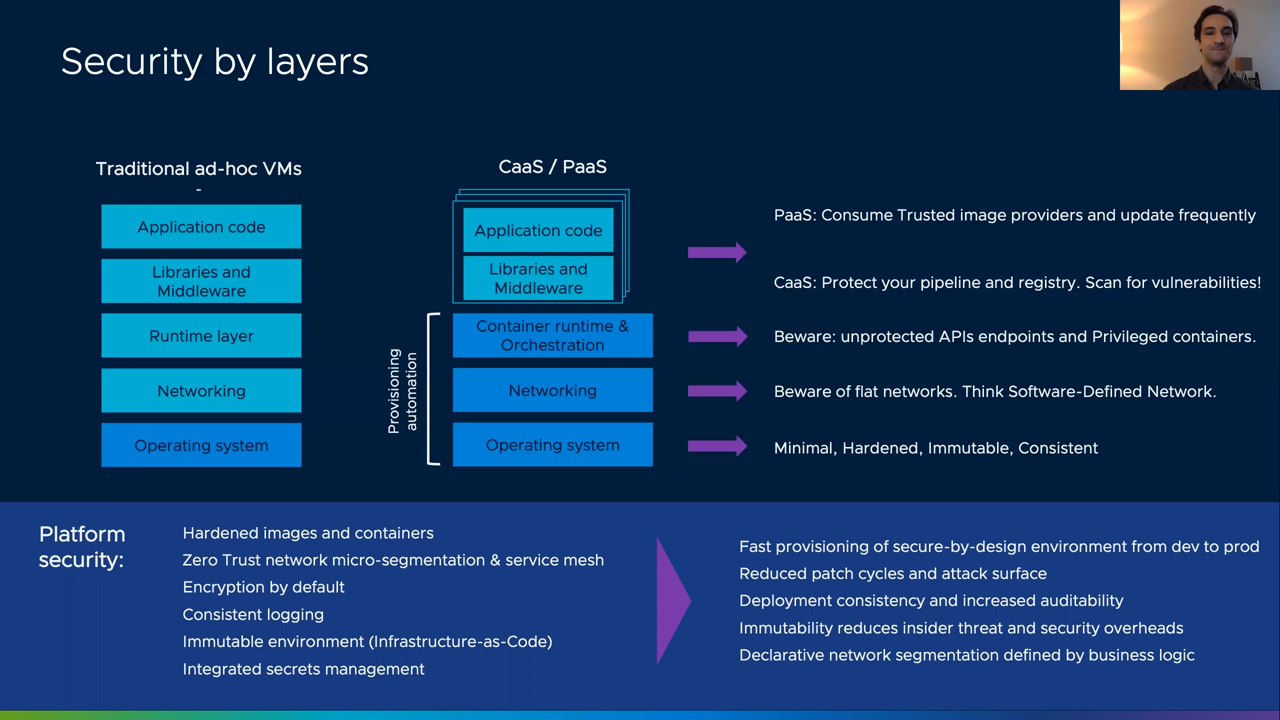 Security by layers
Traditional ad-hoc VMs
-
Application code
Libraries and
Middleware
Runtime layer
Networking
Operating system
CaaS / PaaS
Application code
Libraries and
Middleware
Container runtime &
Orchestration
Networking
Operating system
Provisioning
automation
PaaS: Consume Trusted image providers and update frequently
CaaS: Protect your pipeline and registry. Scan for vulnerabilities!
Beware: unprotected APIs endpoints and Privileged containers.
Beware of flat networks. Think Software-Defined Network.
Minimal, Hardened, Immutable, Consistent
Platform
security:
Hardened images and containers
Zero Trust network micro-segmentation & service mesh
Encryption by default
Consistent logging
Immutable environment (Infrastructure-as-Code)
Integrated secrets management
Fast provisioning of secure-by-design environment from dev to prod
Reduced patch cycles and attack surface
Deployment consistency and increased auditability
Immutability reduces insider threat and security overheads
Declarative network segmentation defined by business logic